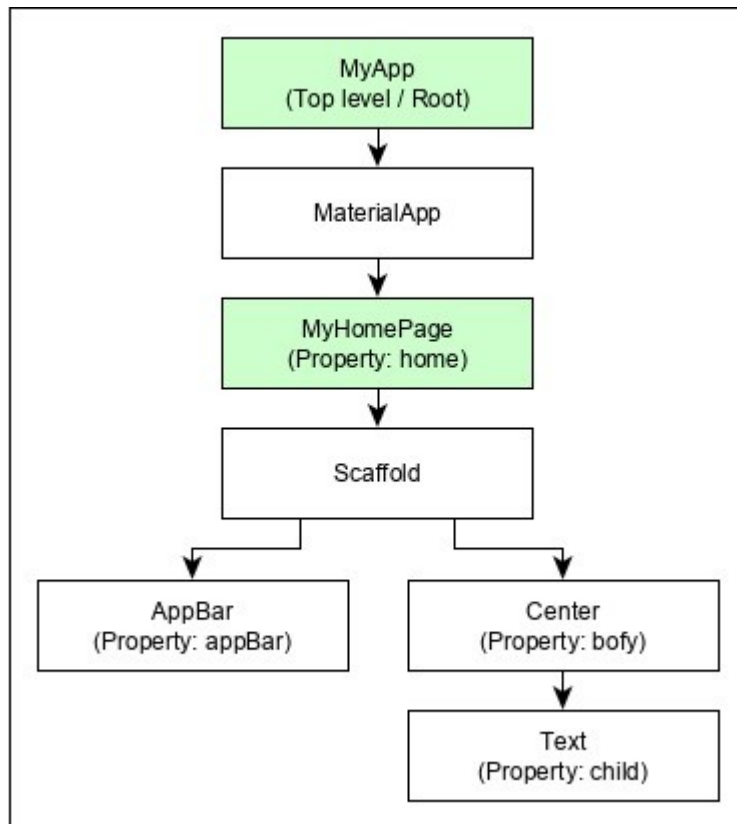 MyApp
(Top level / Root)
MaterialApp
MyHomePage
(Property: home)
Scaffold
AppBar
(Property: appBar)
Center
(Property: bofy)
Text
(Property: child)